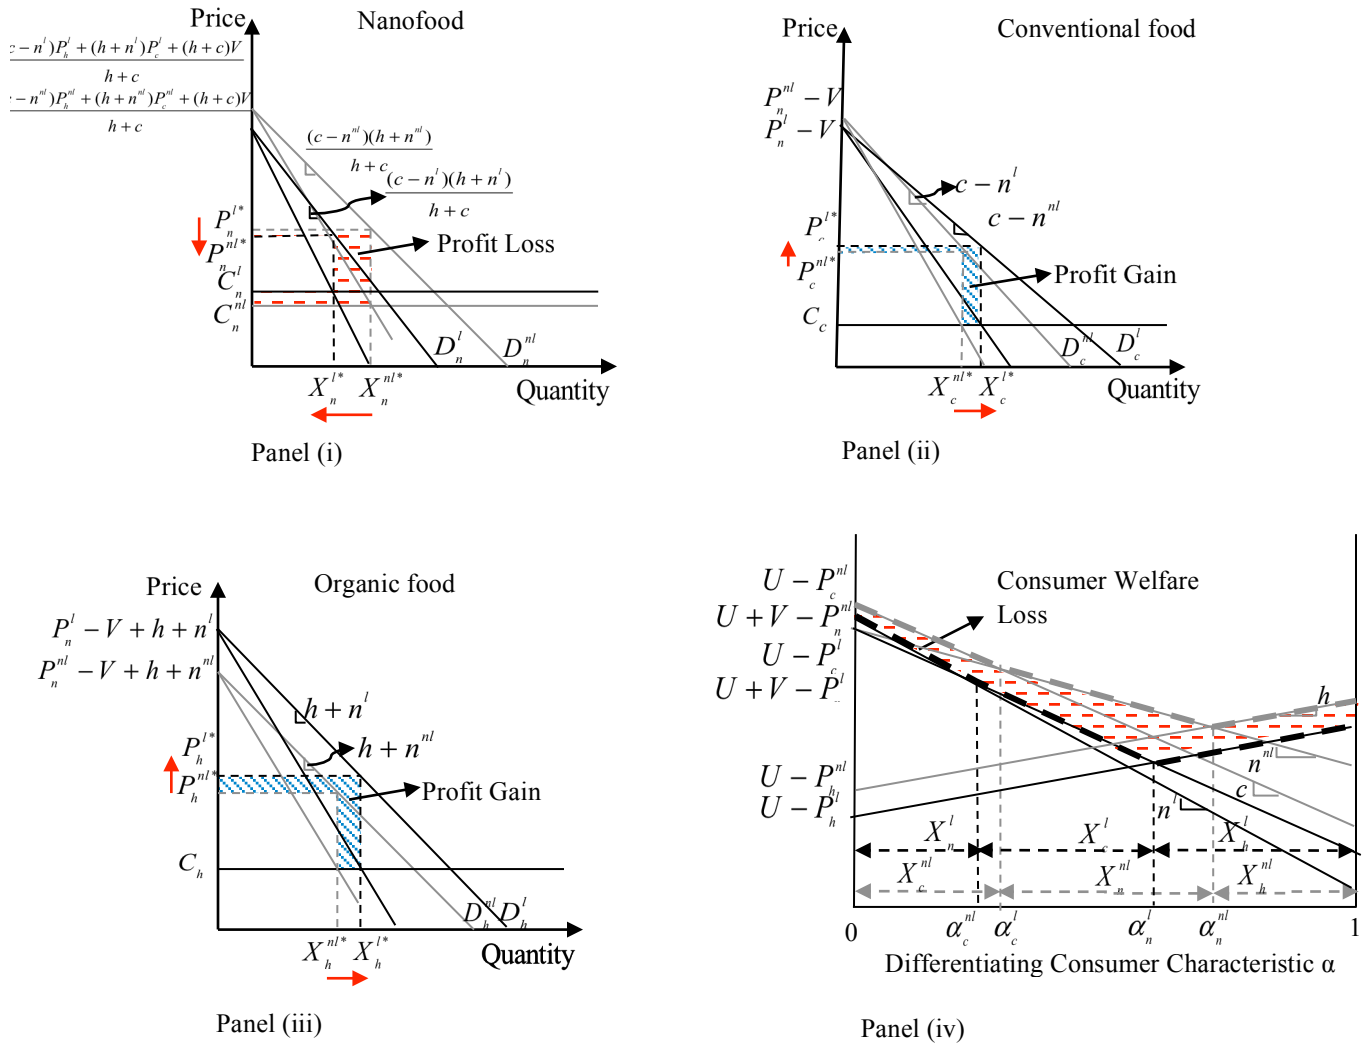 Price
Nanofood
c − n^l)P_h^l + (h + n^l)P_c^l + (h + c)V
h + c
− n^{nl})P_h^{nl} + (h + n^{nl})P_c^{nl} + (h + c)V
h + c
(c − n^{nl})(h + n^{nl})
h + c
(c − n^l)(h + n^l)
h + c
P_n^{l*}
P_n^{nl*}
Profit Loss
C_n^l
C_n^{nl}
D_n^l
D_n^{nl}
X_n^{l*}
X_n^{nl*}
Quantity
Panel (i)
Price
Conventional food
P_n^{nl} − V
P_n^l − V
c − n^l
c − n^{nl}
P_c^{l*}
P_c^{nl*}
Profit Gain
C_c
D_c^{nl}
D_c^l
X_c^{nl*}
X_c^{l*}
Quantity
Panel (ii)
Price
Organic food
P_n^l − V + h + n^l
P_n^{nl} − V + h + n^{nl}
h + n^l
h + n^{nl}
P_h^{l*}
P_h^{nl*}
Profit Gain
C_h
D_h^{nl}
D_h^l
X_h^{nl*}
X_h^{l*}
Quantity
Panel (iii)
U − P_c^{nl}
U + V − P_n^{nl}
U − P_c^l
U + V − P^l
Consumer Welfare
Loss
h
n^{nl}
c
n^l
U − P_h^{nl}
U − P_h^l
X_n^l
X_c^l
X_h^l
X_c^{nl}
X_n^{nl}
X_h^{nl}
0
α_c^{nl}
α_c^l
α_n^l
α_n^{nl}
1
Differentiating Consumer Characteristic α
Panel (iv)